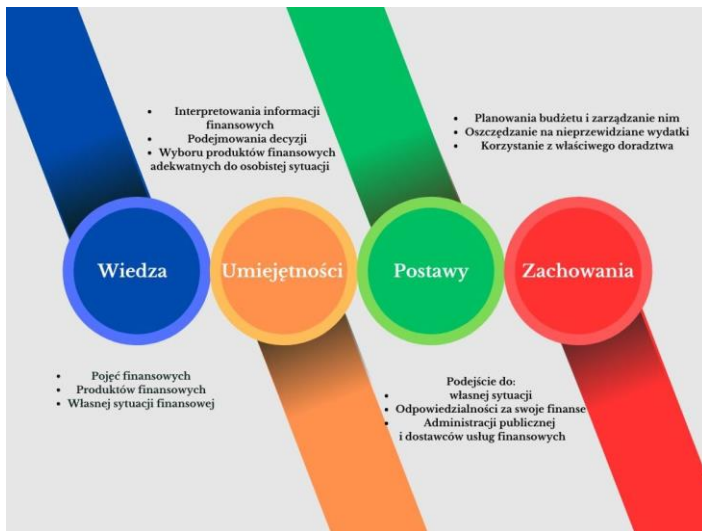 • Interpretowania informacji
finansowych
• Podejmowania decyzji
• Wyboru produktów finansowych
adekwatnych do osobistej sytuacji
• Planowania budżetu i zarządzanie nim
• Oszczędzanie na nieprzewidziane wydatki
• Korzystanie z właściwego doradztwa
Wiedza
Umiejętności
Postawy
Zachowania
• Pojęć finansowych
• Produktów finansowych
• Własnej sytuacji finansowej
Podejście do:
• własnej sytuacji
• Odpowiedzialności za swoje finanse
• Administracji publicznej
i dostawców usług finansowych